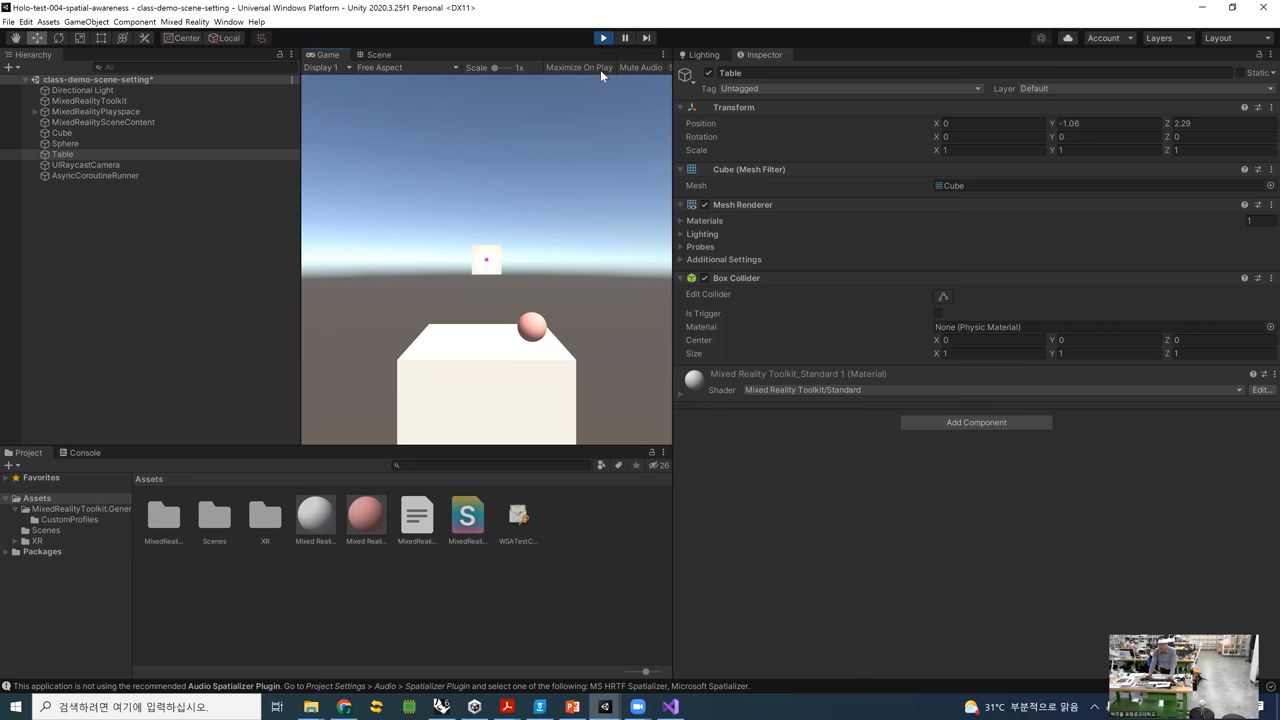 Holo-test-004-spatial-awareness - class-demo-scene-setting - Universal Windows Platform - Unity 2020.3.25f1 Personal <DX11>
File Edit Assets GameObject Component Mixed Reality Window Help
Center Local Account Layers Layout
Hierarchy
All
class-demo-scene-setting*
Directional Light
MixedRealityToolkit
MixedRealityPlayspace
MixedRealitySceneContent
Cube
Sphere
Table
UIRaycastCamera
AsyncCoroutineRunner
Game Scene
Display 1 Free Aspect Scale 1x Maximize On Play Mute Audio S
Lighting Inspector
Table Static
Tag Untagged Layer Default
Transform
Position X 0 Y -1.06 Z 2.29
Rotation X 0 Y 0 Z 0
Scale X 1 Y 1 Z 1
Cube (Mesh Filter)
Mesh Cube
Mesh Renderer
Materials 1
Lighting
Probes
Additional Settings
Box Collider
Edit Collider
Is Trigger
Material None (Physic Material)
Center X 0 Y 0 Z 0
Size X 1 Y 1 Z 1
Mixed Reality Toolkit_Standard 1 (Material)
Shader Mixed Reality Toolkit/Standard Edit...
Add Component
Project Console
26
Favorites
Assets
MixedRealityToolkit.Gener
CustomProfiles
Scenes
XR
Packages
Assets
MixedReali... Scenes XR Mixed Reali... Mixed Reali... MixedReali... MixedReali... WSATestC...
This application is not using the recommended Audio Spatializer Plugin. Go to Project Settings > Audio > Spatializer Plugin and select one of the following: MS HRTF Spatializer, Microsoft Spatializer.
검색하려면 여기에 입력하십시오.
31°C 부분적으로 맑음